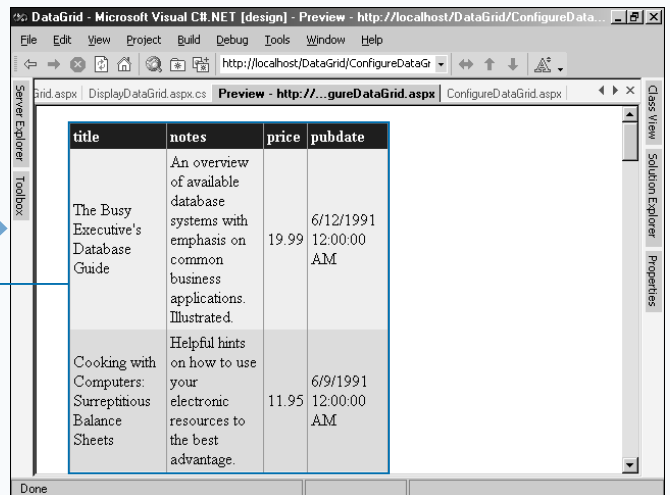 DataGrid - Microsoft Visual C#.NET [design] - Preview - http://localhost/DataGrid/ConfigureData...
File Edit View Project Build Debug Tools Window Help
http://localhost/DataGrid/ConfigureDataGr
Grid.aspx DisplayDataGrid.aspx.cs Preview - http://...gureDataGrid.aspx ConfigureDataGrid.aspx
Server Explorer
Toolbox
title notes price pubdate
The Busy
Executive's
Database
Guide
An overview
of available
database
systems with
emphasis on
common
business
applications.
Illustrated.
19.99
6/12/1991
12:00:00
AM
Cooking with
Computers:
Surreptitious
Balance
Sheets
Helpful hints
on how to use
your
electronic
resources to
the best
advantage.
11.95
6/9/1991
12:00:00
AM
Class View
Solution Explorer
Properties
Done